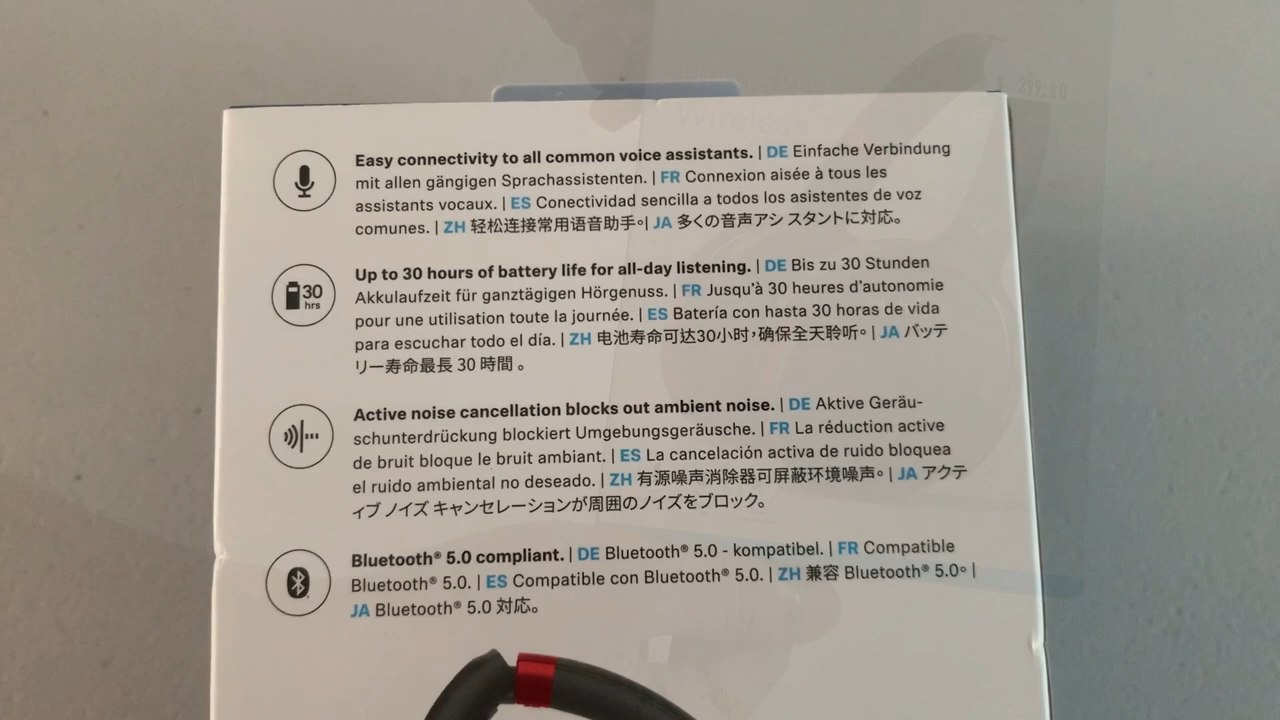 Easy connectivity to all common voice assistants. | DE Einfache Verbindung
mit allen gängigen Sprachassistenten. | FR Connexion aisée à tous les
assistants vocaux. | ES Conectividad sencilla a todos los asistentes de voz
comunes. | ZH 轻松连接常用语音助手。| JA 多くの音声アシ スタントに対応。
30
hrs
Up to 30 hours of battery life for all-day listening. | DE Bis zu 30 Stunden
Akkulaufzeit für ganztägigen Hörgenuss. | FR Jusqu'à 30 heures d'autonomie
pour une utilisation toute la journée. | ES Batería con hasta 30 horas de vida
para escuchar todo el día. | ZH 电池寿命可达30小时，确保全天聆听。 | JA バッテ
リー寿命最長 30 時間 。
Active noise cancellation blocks out ambient noise. | DE Aktive Geräu-
schunterdrückung blockiert Umgebungsgeräusche. | FR La réduction active
de bruit bloque le bruit ambiant. | ES La cancelación activa de ruido bloquea
el ruido ambiental no deseado. | ZH 有源噪声消除器可屏蔽环境噪声。 | JA アクテ
ィブ ノイズ キャンセレーションが周囲のノイズをブロック。
Bluetooth® 5.0 compliant. | DE Bluetooth® 5.0 - kompatibel. | FR Compatible
Bluetooth® 5.0. | ES Compatible con Bluetooth® 5.0. | ZH 兼容 Bluetooth® 5.0。 |
JA Bluetooth® 5.0 対応。
Wireless